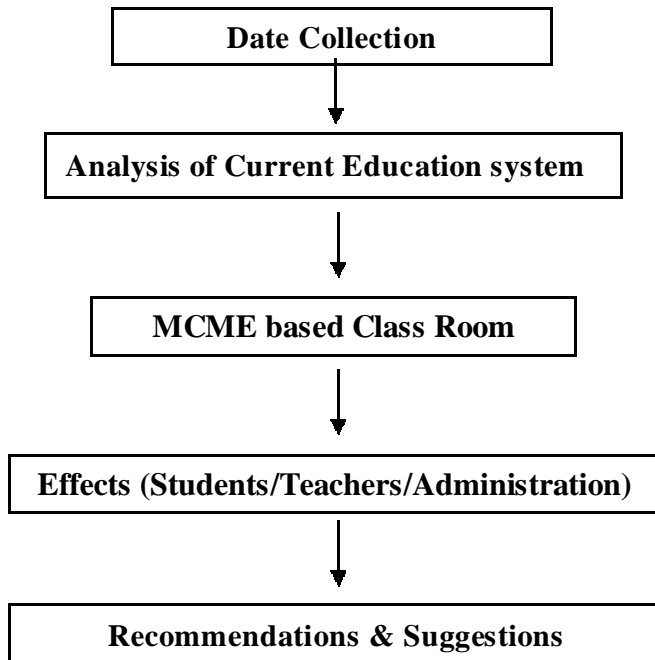 Date Collection
Analysis of Current Education system
MCME based Class Room
Effects (Students/Teachers/Administration)
Recommendations & Suggestions